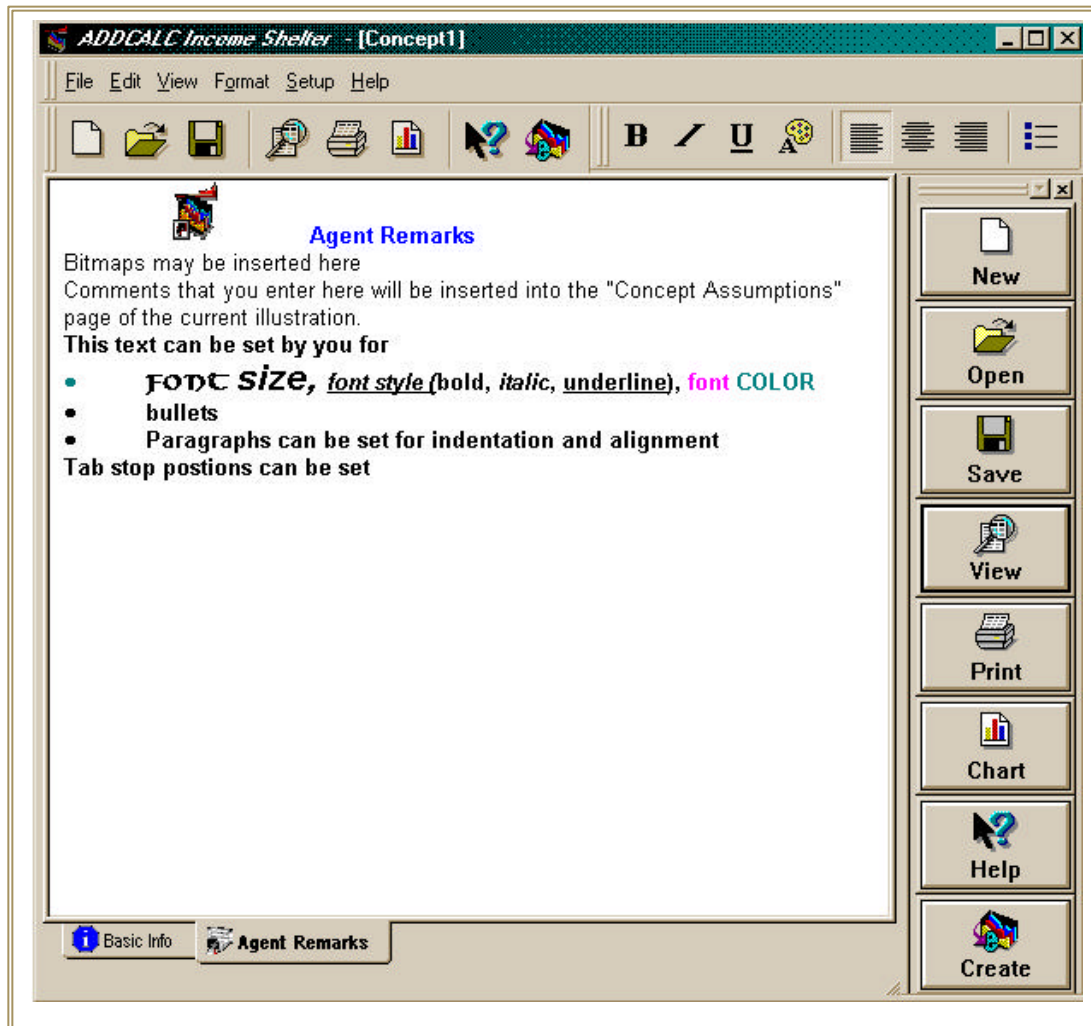 ADDCALC Income Shelter - [Concept1]
File Edit View Format Setup Help
B I U A
Agent Remarks
Bitmaps may be inserted here
Comments that you enter here will be inserted into the "Concept Assumptions"
page of the current illustration.
This text can be set by you for
• FONT SIZE, font style (bold, italic, underline), font COLOR
• bullets
• Paragraphs can be set for indentation and alignment
Tab stop postions can be set
New
Open
Save
View
Print
Chart
Help
Create
Basic Info Agent Remarks